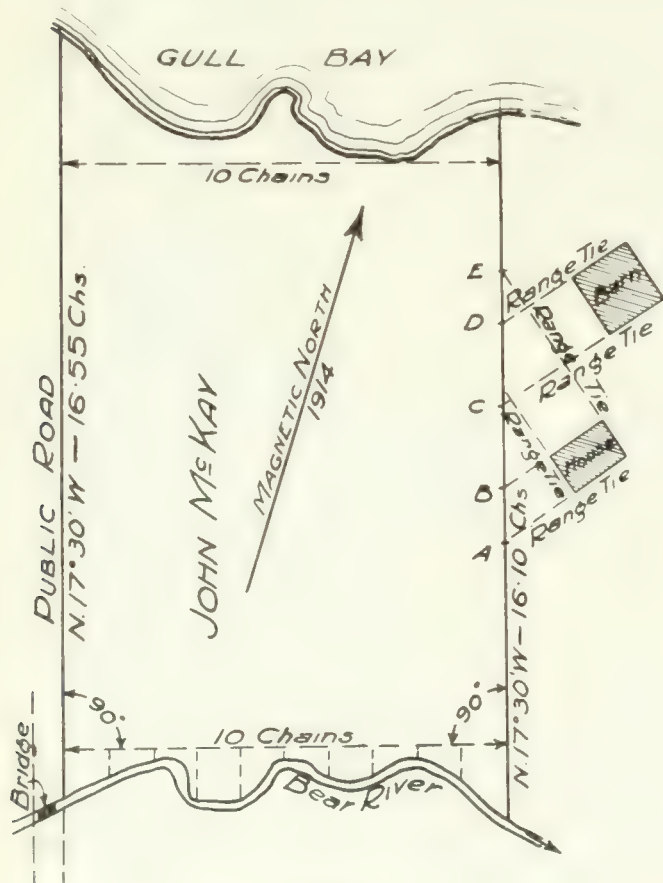 GULL BAY
10 Chains
E
Range Tie
Barn
D
Range Tie
Range Tie
MAGNETIC NORTH
1914
PUBLIC ROAD
N. 17° 30' W — 16.55 Chs.
JOHN McKAY
C
Range Tie
House
B
Range Tie
A
N. 17° 30' W — 16.10 Chs
90°
90°
10 Chains
Bridge
Bear River